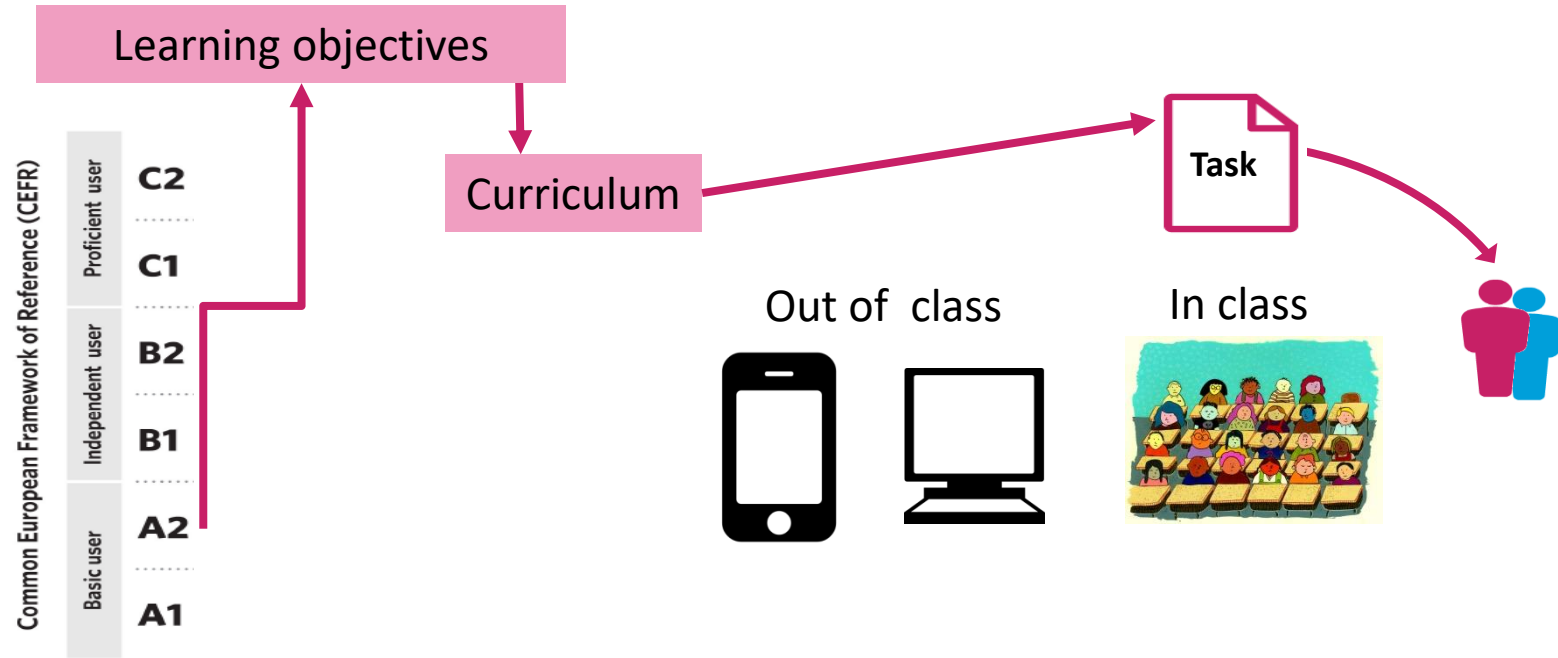 Learning objectives
Curriculum
Task
Common European Framework of Reference (CEFR)
Proficient user
C2
C1
Independent user
B2
B1
Basic user
A2
A1
Out of class
In class